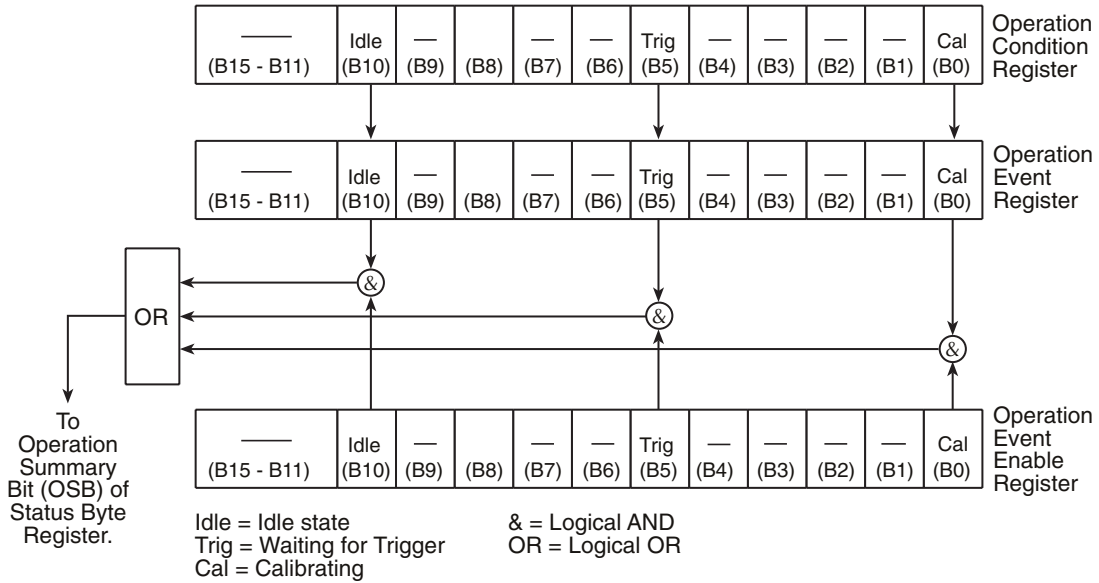 Idle — — — Trig — — — — Cal
(B15 - B11) (B10) (B9) (B8) (B7) (B6) (B5) (B4) (B3) (B2) (B1) (B0)
Operation
Condition
Register
Idle — — — Trig — — — — Cal
(B15 - B11) (B10) (B9) (B8) (B7) (B6) (B5) (B4) (B3) (B2) (B1) (B0)
Operation
Event
Register
&
OR
&
&
To
Operation
Summary
Bit (OSB) of
Status Byte
Register.
Idle — — — Trig — — — — Cal
(B15 - B11) (B10) (B9) (B8) (B7) (B6) (B5) (B4) (B3) (B2) (B1) (B0)
Operation
Event
Enable
Register
Idle = Idle state
Trig = Waiting for Trigger
Cal = Calibrating
& = Logical AND
OR = Logical OR